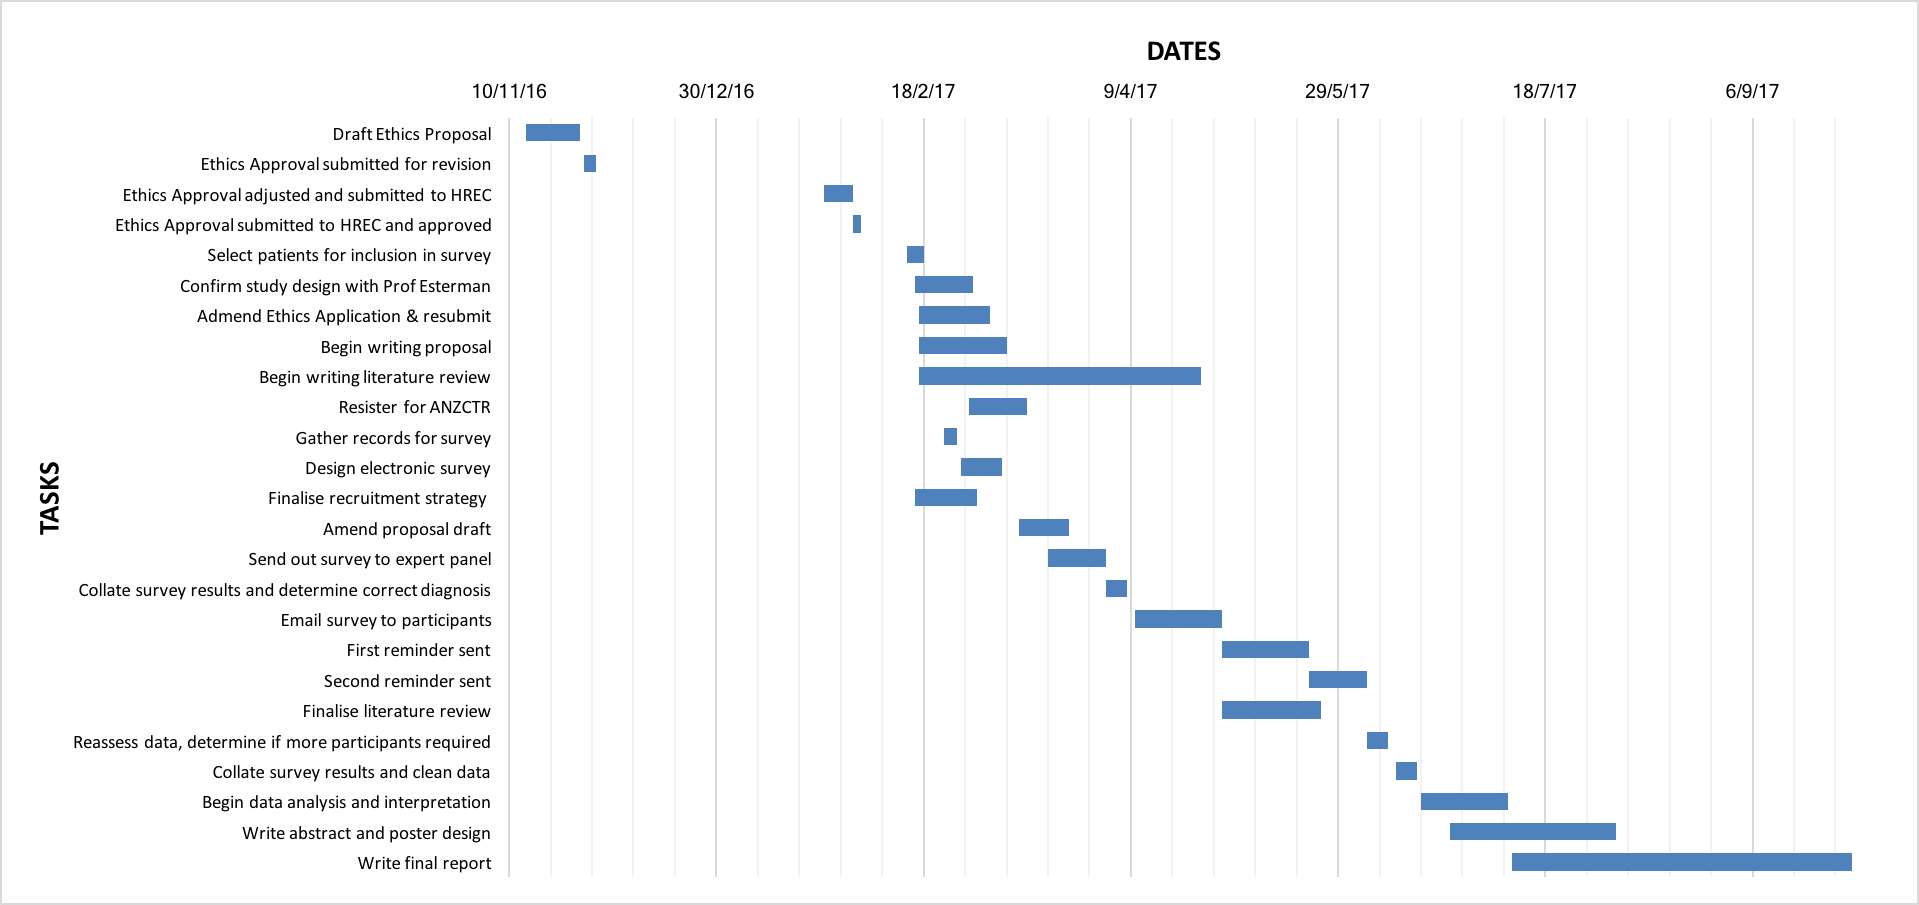 DATES
10/11/16 30/12/16 18/2/17 9/4/17 29/5/17 18/7/17 6/9/17
TASKS
Draft Ethics Proposal
Ethics Approval submitted for revision
Ethics Approval adjusted and submitted to HREC
Ethics Approval submitted to HREC and approved
Select patients for inclusion in survey
Confirm study design with Prof Esterman
Admend Ethics Application & resubmit
Begin writing proposal
Begin writing literature review
Resister for ANZCTR
Gather records for survey
Design electronic survey
Finalise recruitment strategy
Amend proposal draft
Send out survey to expert panel
Collate survey results and determine correct diagnosis
Email survey to participants
First reminder sent
Second reminder sent
Finalise literature review
Reassess data, determine if more participants required
Collate survey results and clean data
Begin data analysis and interpretation
Write abstract and poster design
Write final report